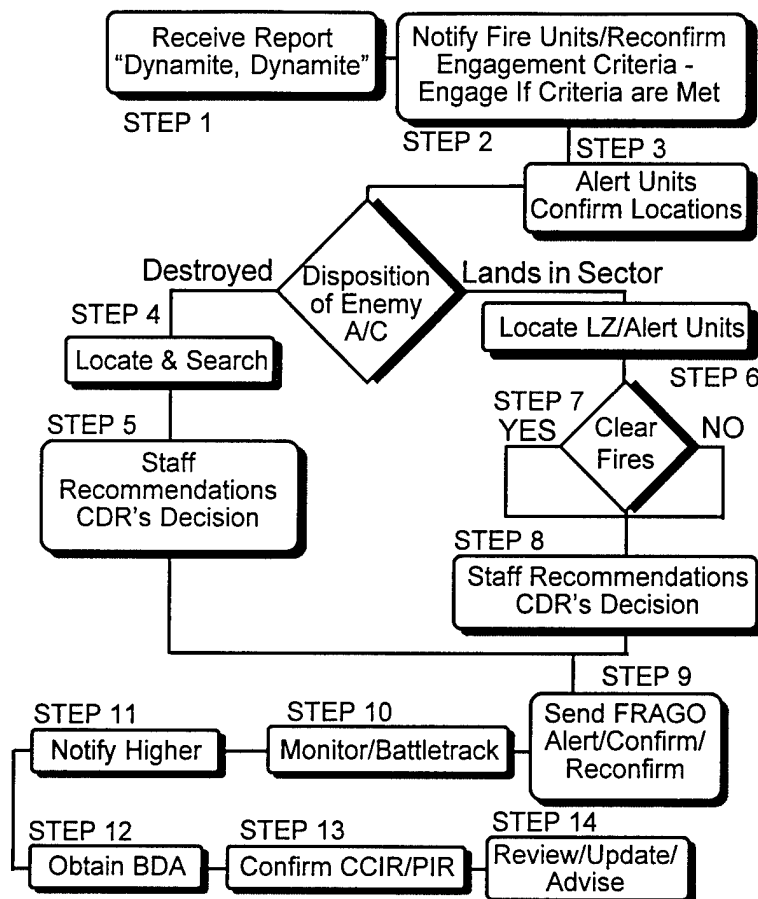 Receive Report
“Dynamite, Dynamite”
STEP 1
Notify Fire Units/Reconfirm
Engagement Criteria -
Engage If Criteria are Met
STEP 2
STEP 3
Alert Units
Confirm Locations
Disposition
of Enemy
A/C
Destroyed
Lands in Sector
STEP 4
Locate & Search
STEP 5
Staff
Recommendations
CDR's Decision
Locate LZ/Alert Units
STEP 6
STEP 7
YES
Clear
Fires
NO
STEP 8
Staff Recommendations
CDR's Decision
STEP 9
Send FRAGO
Alert/Confirm/
Reconfirm
STEP 10
Monitor/Battletrack
STEP 11
Notify Higher
STEP 12
Obtain BDA
STEP 13
Confirm CCIR/PIR
STEP 14
Review/Update/
Advise